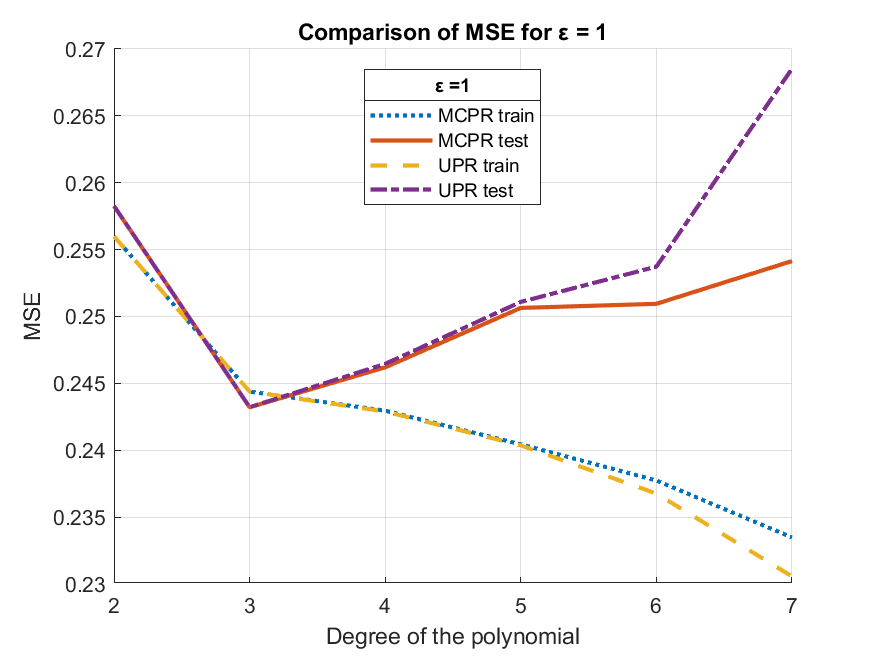 Comparison of MSE for ε = 1
0.27
0.265
0.26
0.255
0.25
0.245
0.24
0.235
0.23
MSE
ε =1
MCPR train
MCPR test
UPR train
UPR test
2 3 4 5 6 7
Degree of the polynomial